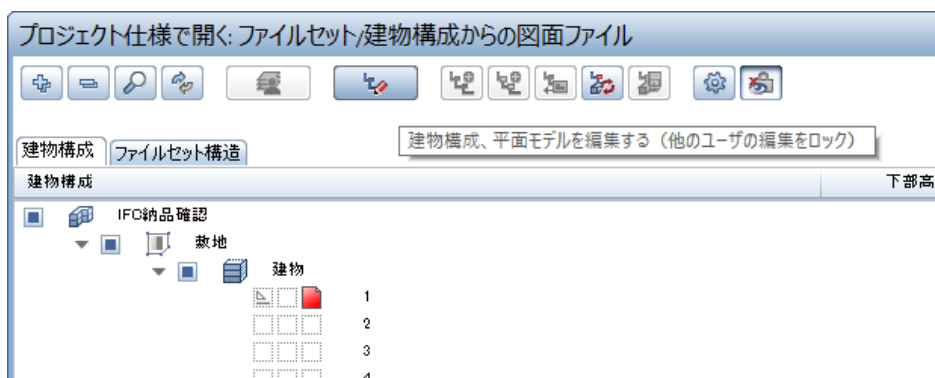 プロジェクト仕様で開く: ファイルセット/建物構成からの図面ファイル
建物構成、平面モデルを編集する（他のユーザの編集をロック）
建物構成 ファイルセット構造
建物構成 下部高
IFC納品確認
敷地
建物
1
2
3
4